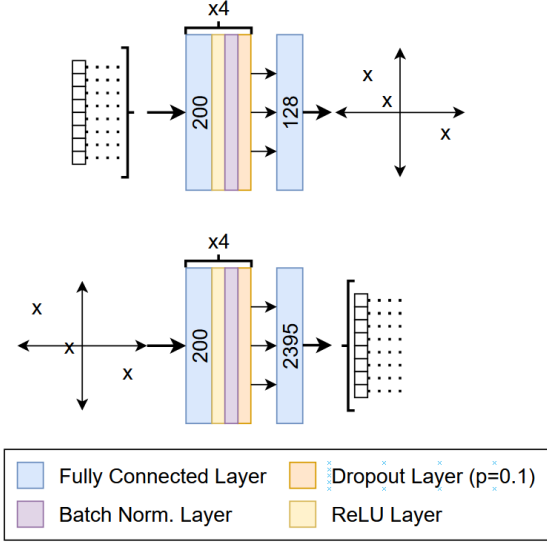 x4
200
128
x
x
x
x4
200
2395
x
x
x
Fully Connected Layer
Dropout Layer (p=0.1)
Batch Norm. Layer
ReLU Layer